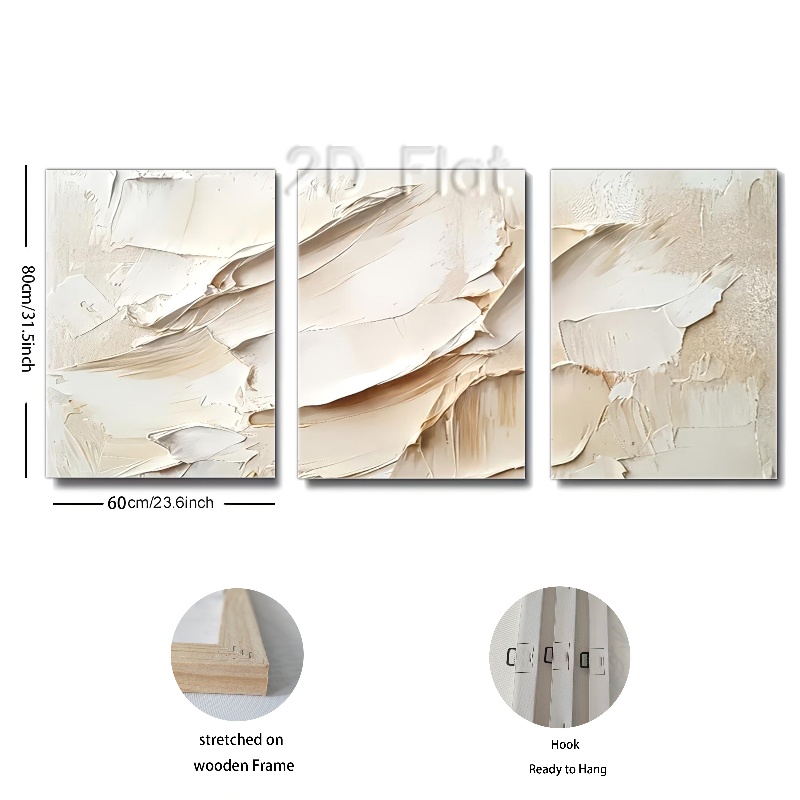 2D Flat
80cm/31.5inch
60cm/23.6inch
stretched on
wooden Frame
Hook
Ready to Hang